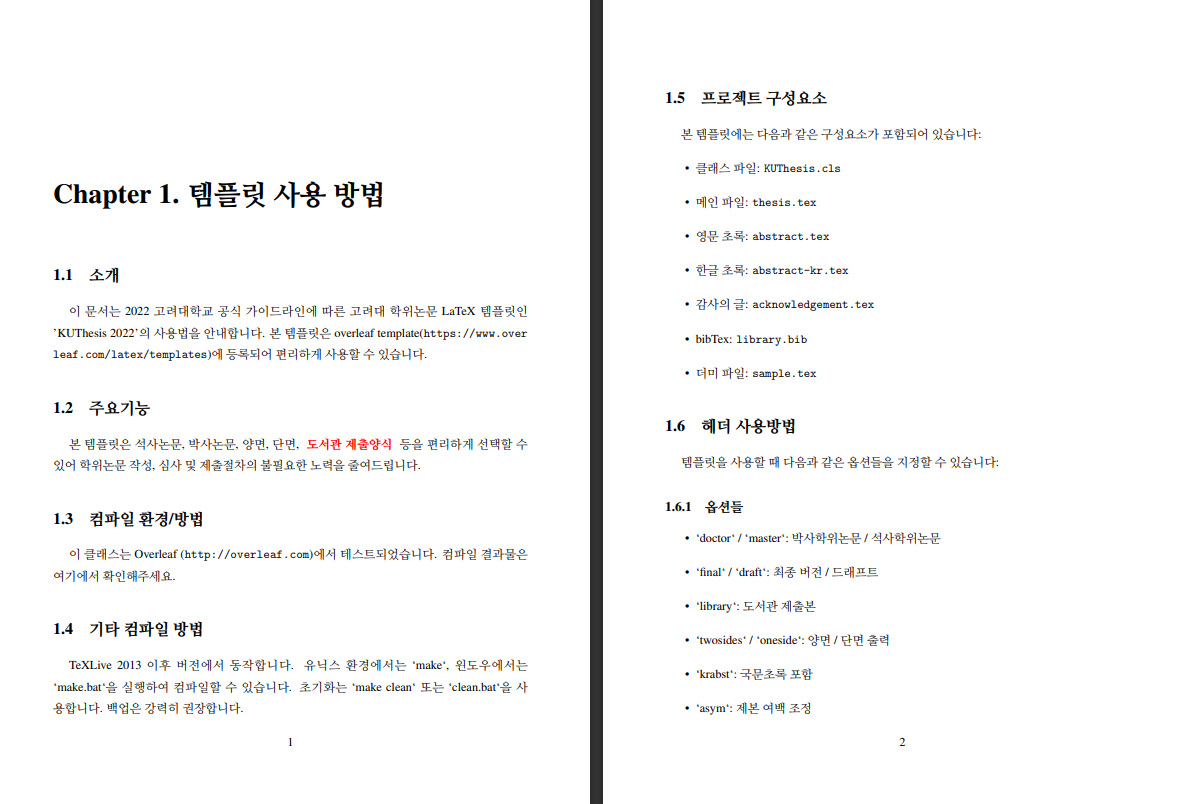 Chapter 1. 템플릿 사용 방법
1.1 소개
이 문서는 2022 고려대학교 공식 가이드라인에 따른 고려대 학위논문 LaTeX 템플릿인
’KUThesis 2022’의 사용법을 안내합니다. 본 템플릿은 overleaf template(https://www.over
leaf.com/latex/templates)에 등록되어 편리하게 사용할 수 있습니다.
1.2 주요기능
본 템플릿은 석사논문, 박사논문, 양면, 단면, 도서관 제출양식 등을 편리하게 선택할 수
있어 학위논문 작성, 심사 및 제출절차의 불필요한 노력을 줄여드립니다.
1.3 컴파일 환경/방법
이 클래스는 Overleaf (http://overleaf.com)에서 테스트되었습니다. 컴파일 결과물은
여기에서 확인해주세요.
1.4 기타 컴파일 방법
TeXLive 2013 이후 버전에서 동작합니다. 유닉스 환경에서는 ‘make‘, 윈도우에서는
‘make.bat‘을 실행하여 컴파일할 수 있습니다. 초기화는 ‘make clean‘ 또는 ‘clean.bat‘을 사
용합니다. 백업은 강력히 권장합니다.
1
1.5 프로젝트 구성요소
본 템플릿에는 다음과 같은 구성요소가 포함되어 있습니다:
• 클래스 파일: KUThesis.cls
• 메인 파일: thesis.tex
• 영문 초록: abstract.tex
• 한글 초록: abstract-kr.tex
• 감사의 글: acknowledgement.tex
• bibTex: library.bib
• 더미 파일: sample.tex
1.6 헤더 사용방법
템플릿을 사용할 때 다음과 같은 옵션들을 지정할 수 있습니다:
1.6.1 옵션들
• ‘doctor‘ / ‘master‘: 박사학위논문 / 석사학위논문
• ‘final‘ / ‘draft‘: 최종 버전 / 드래프트
• ‘library‘: 도서관 제출본
• ‘twosides‘ / ‘oneside‘: 양면 / 단면 출력
• ‘krabst‘: 국문초록 포함
• ‘asym‘: 제본 여백 조정
2